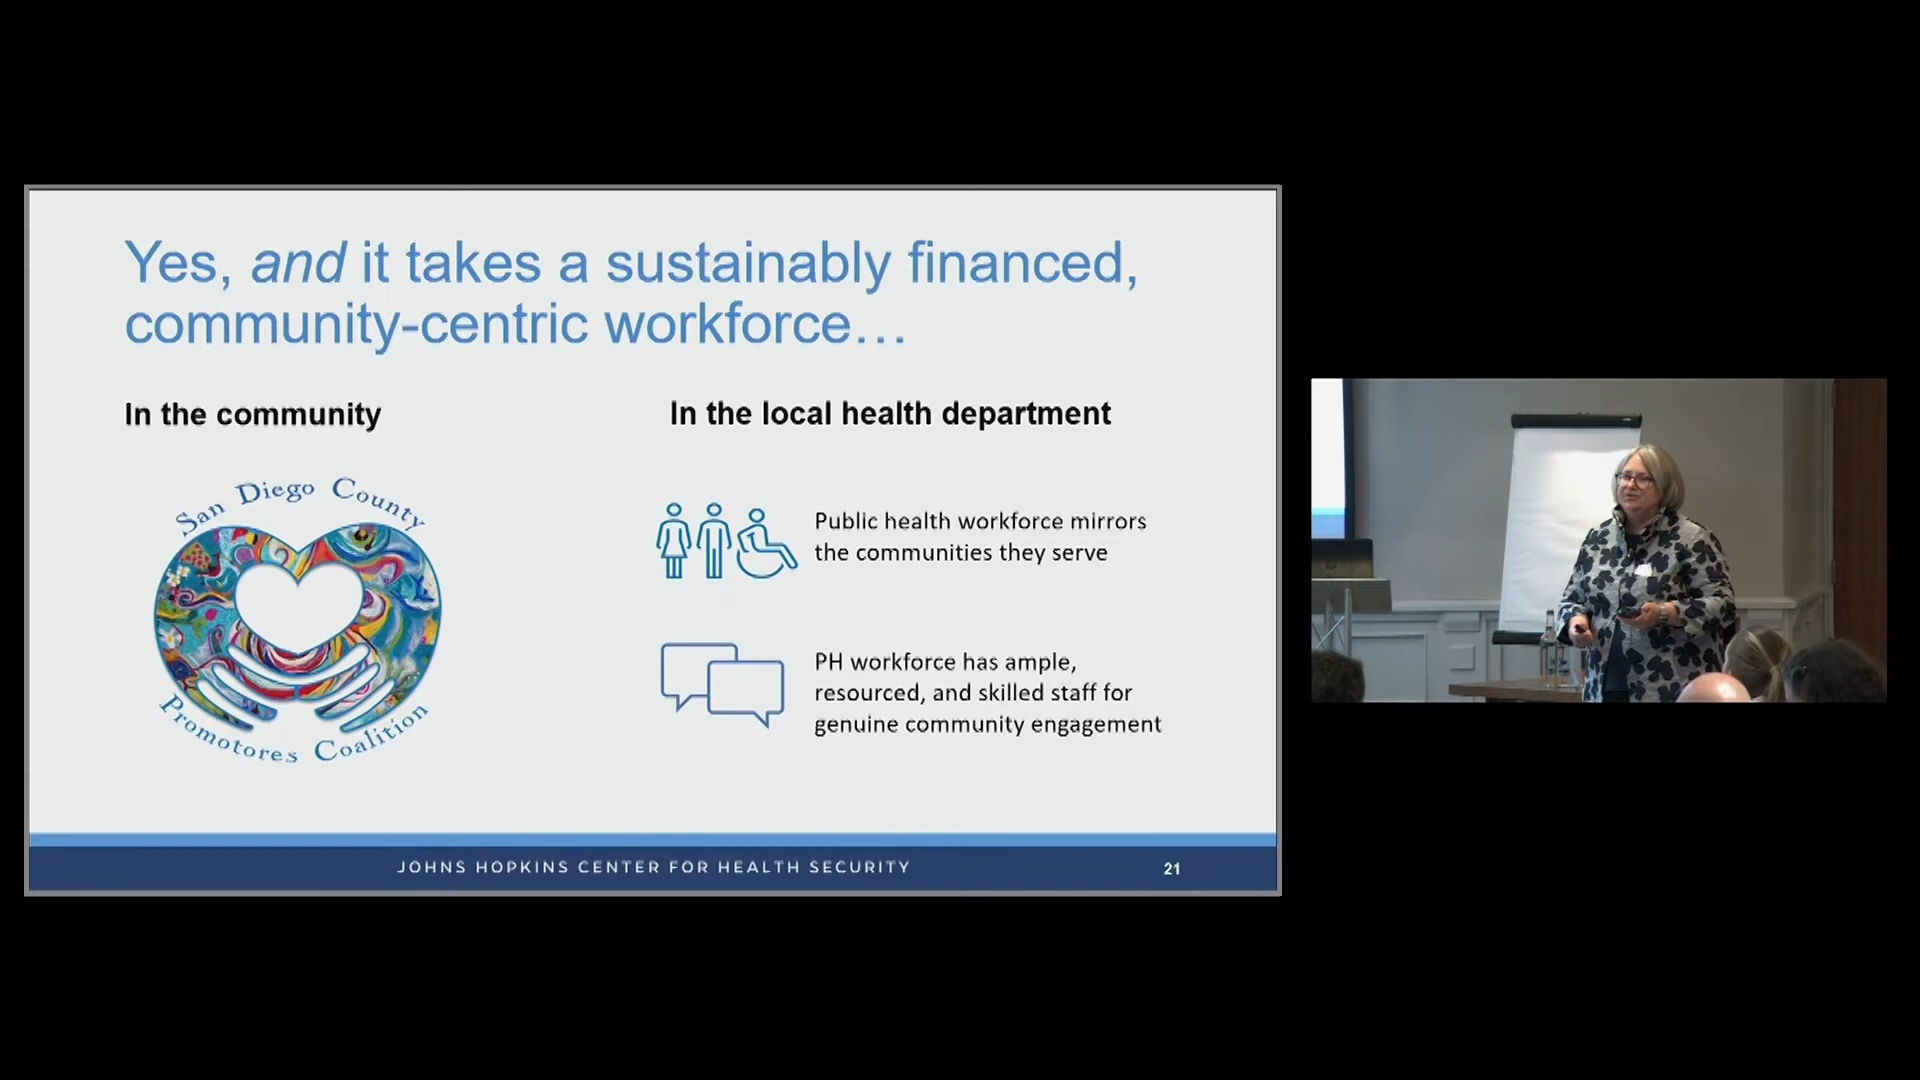 Yes, and it takes a sustainably financed,
community-centric workforce…
In the community
San Diego County
Promotores Coalition
In the local health department
Public health workforce mirrors
the communities they serve
PH workforce has ample,
resourced, and skilled staff for
genuine community engagement
JOHNS HOPKINS CENTER FOR HEALTH SECURITY
21